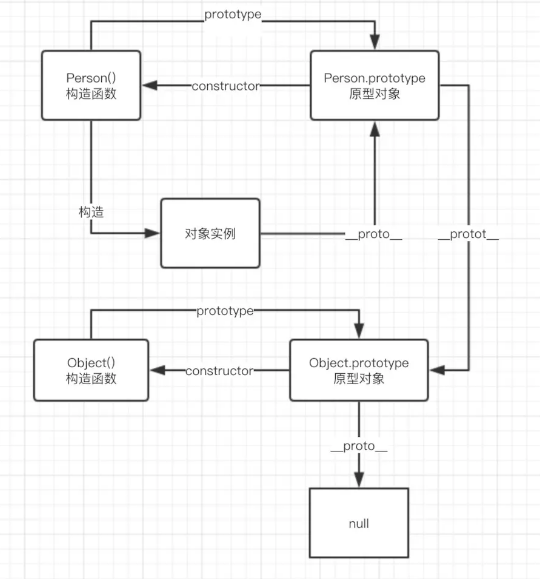 prototype
Person()
构造函数
constructor
Person.prototype
原型对象
构造
对象实例
__proto__
__protot__
prototype
Object()
构造函数
constructor
Object.prototype
原型对象
__proto__
null